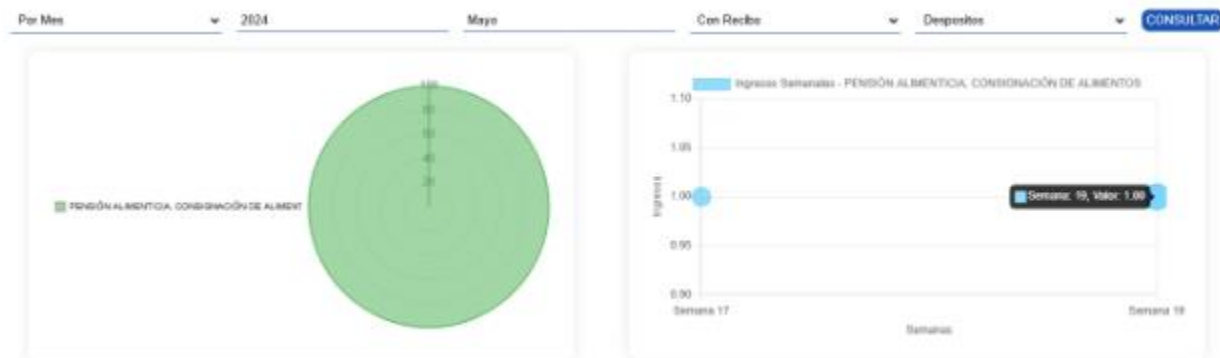 Por Mes 2024 Mayo Con Recibo Despositos CONSULTAR
100
80
60
40
20
PENSIÓN ALIMENTICIA, CONSIGNACIÓN DE ALIMENT
Ingresos Semanales - PENSIÓN ALIMENTICIA, CONSIGNACIÓN DE ALIMENTOS
1.10
1.05
1.00
0.95
0.90
Ingresos
Semana: 19, Valor: 1.00
Semana 17 Semana 19
Semanas